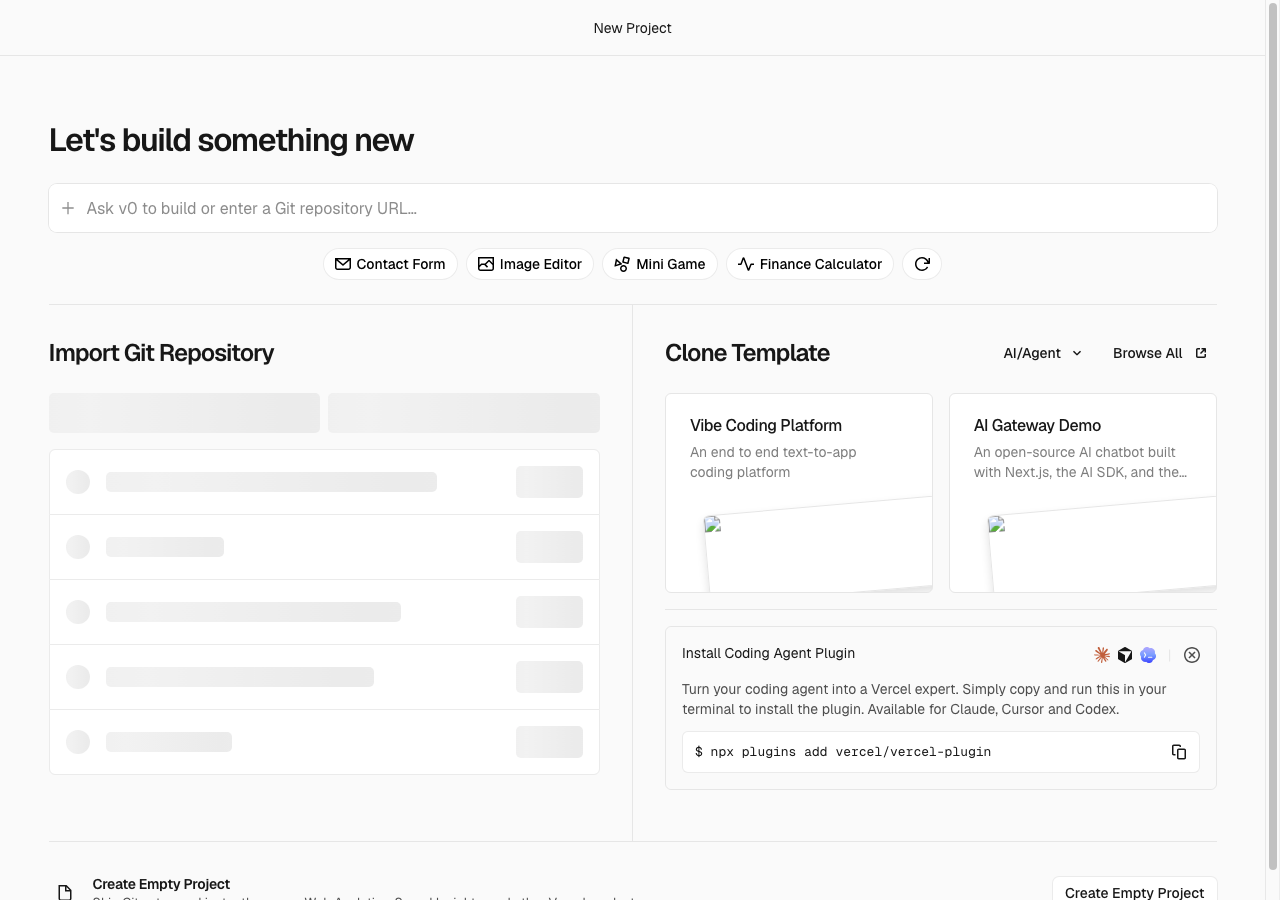 New Project
Let's build something new
Ask v0 to build or enter a Git repository URL...
Contact Form
Image Editor
Mini Game
Finance Calculator
Import Git Repository
Clone Template
AI/Agent
Browse All
Vibe Coding Platform
An end to end text-to-app
coding platform
AI Gateway Demo
An open-source AI chatbot built
with Next.js, the AI SDK, and the...
Install Coding Agent Plugin
Turn your coding agent into a Vercel expert. Simply copy and run this in your
terminal to install the plugin. Available for Claude, Cursor and Codex.
$ npx plugins add vercel/vercel-plugin
Create Empty Project
Create Empty Project